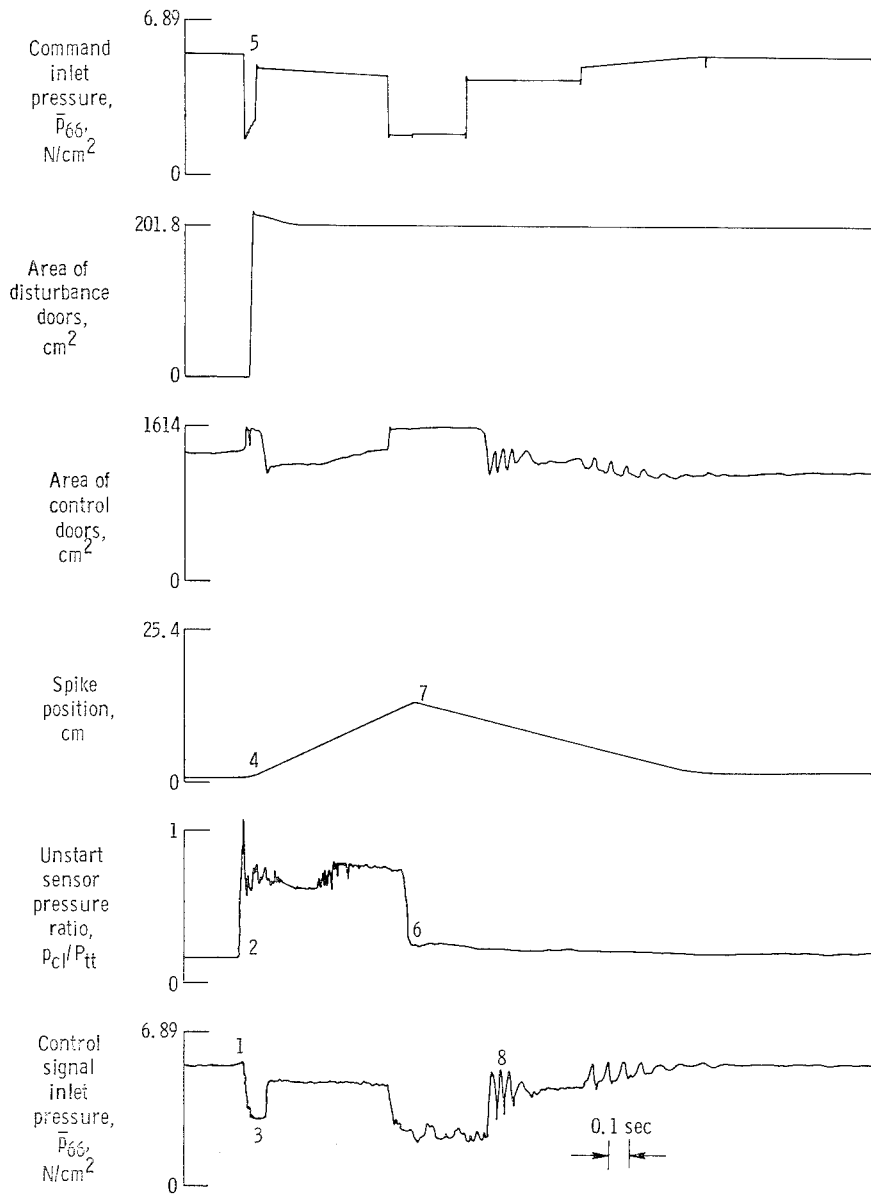 6.89
Command
inlet
pressure,
p̄66,
N/cm2
0
5
201.8
Area of
disturbance
doors,
cm2
0
1614
Area of
control
doors,
cm2
0
25.4
Spike
position,
cm
0
4
7
1
Unstart
sensor
pressure
ratio,
pcl/Ptt
0
2
6
6.89
Control
signal
inlet
pressure,
p̄66,
N/cm2
0
1
3
8
0.1 sec